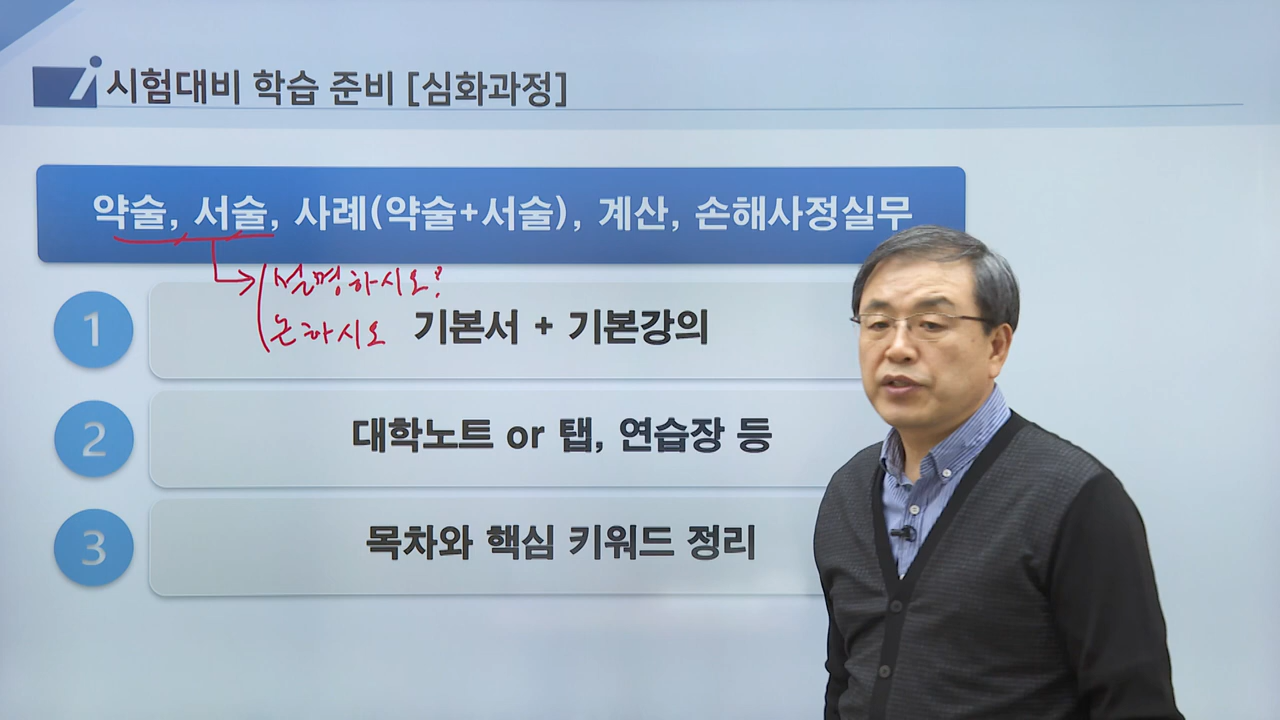 시험대비 학습 준비 [심화과정]
약술, 서술, 사례(약술+서술), 계산, 손해사정실무
설명하시오?
논하시오
1 기본서 + 기본강의
2 대학노트 or 탭, 연습장 등
3 목차와 핵심 키워드 정리